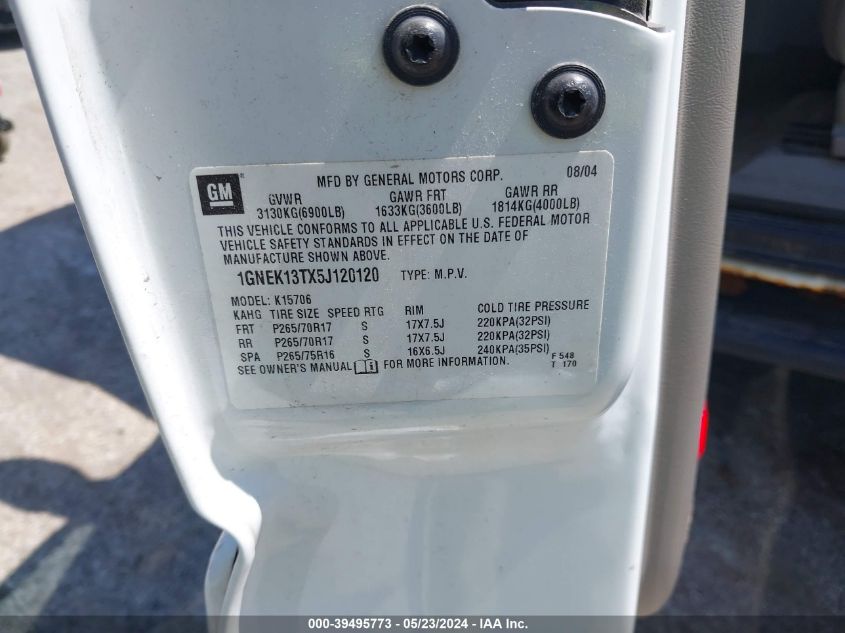 GM
MFD BY GENERAL MOTORS CORP. 08/04
GVWR GAWR FRT GAWR RR
3130KG(6900LB) 1633KG(3600LB) 1814KG(4000LB)
THIS VEHICLE CONFORMS TO ALL APPLICABLE U.S. FEDERAL MOTOR
VEHICLE SAFETY STANDARDS IN EFFECT ON THE DATE OF
MANUFACTURE SHOWN ABOVE.
1GNEK13TX5J120120 TYPE: M.P.V.
MODEL: K15706
KAHG TIRE SIZE SPEED RTG RIM COLD TIRE PRESSURE
FRT P265/70R17 S 17X7.5J 220KPA(32PSI)
RR P265/70R17 S 17X7.5J 220KPA(32PSI)
SPA P265/75R16 S 16X6.5J 240KPA(35PSI)
SEE OWNER'S MANUAL FOR MORE INFORMATION.
F 548
T 170
000-39495773 - 05/23/2024 - IAA Inc.